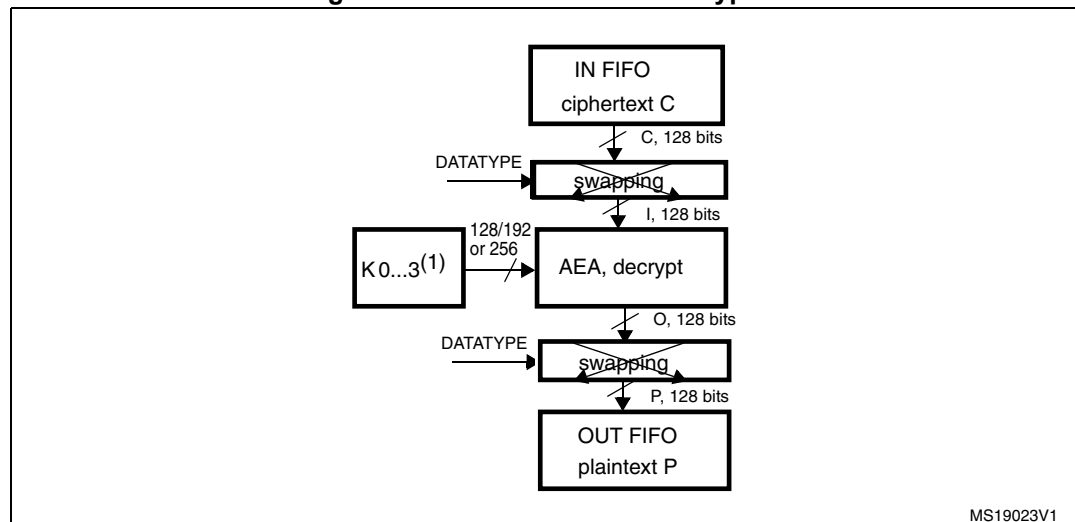 IN FIFO
ciphertext C
C, 128 bits
DATATYPE
swapping
I, 128 bits
128/192
or 256
K 0...3(1)
AEA, decrypt
O, 128 bits
DATATYPE
swapping
P, 128 bits
OUT FIFO
plaintext P
MS19023V1